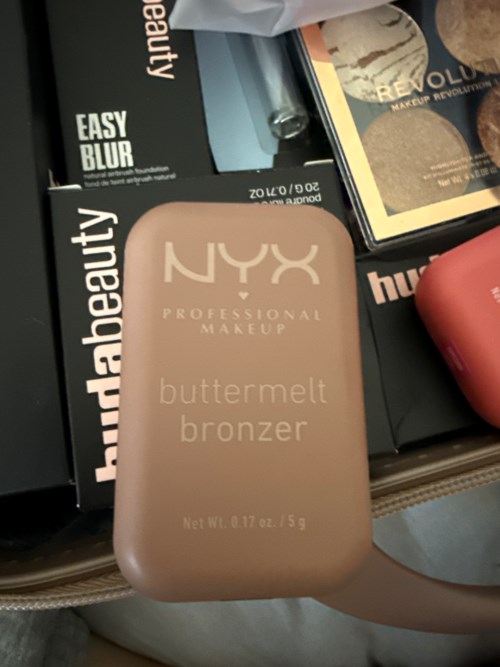 beauty
EASY
BLUR
natural airbrush foundation
fond de teint airbrush naturel
REVOLU
MAKEUP REVOLUTION
20 G / 0.71 OZ
hudabeauty
hu
NYX
PROFESSIONAL
MAKEUP
buttermelt
bronzer
Net Wt. 0.17 oz. / 5 g